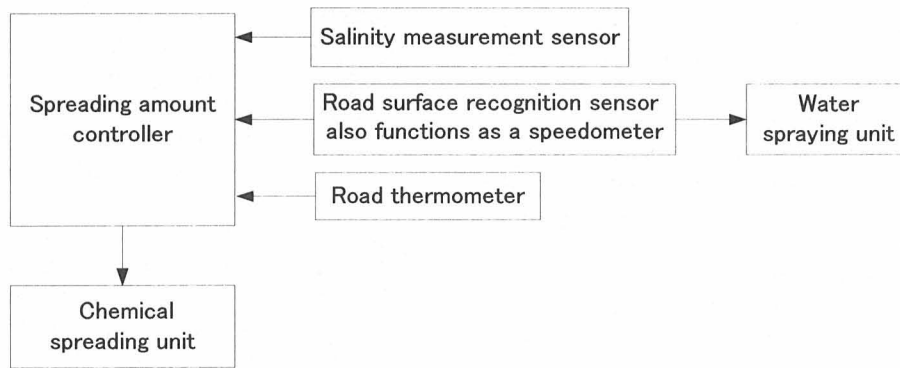 Salinity measurement sensor
Spreading amount
controller
Road surface recognition sensor
also functions as a speedometer
Water
spraying unit
Road thermometer
Chemical
spreading unit